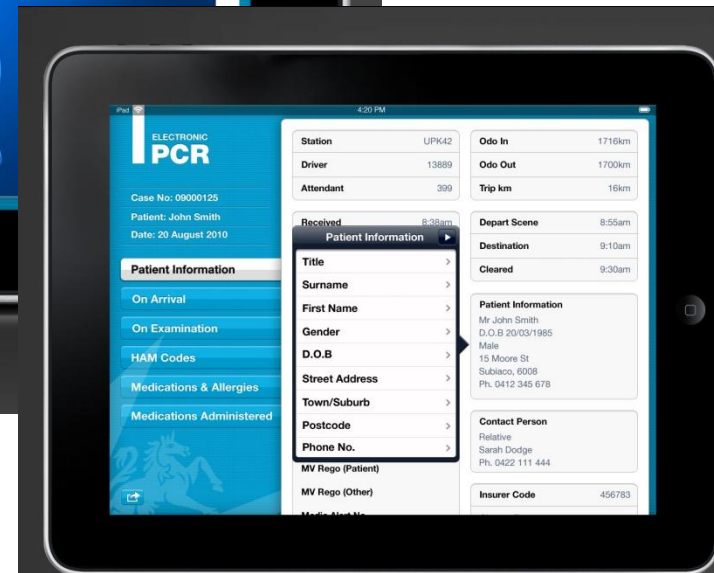 iPad
4:20 PM
ELECTRONIC
PCR
Case No: 09000125
Patient: John Smith
Date: 20 August 2010
Patient Information
On Arrival
On Examination
HAM Codes
Medications & Allergies
Medications Administered
Station UPK42
Driver 13889
Attendant 399
Received 8:38am
Patient Information
Title
Surname
First Name
Gender
D.O.B
Street Address
Town/Suburb
Postcode
Phone No.
MV Rego (Patient)
MV Rego (Other)
Medic Alert No
Odo In 1716km
Odo Out 1700km
Trip km 16km
Depart Scene 8:55am
Destination 9:10am
Cleared 9:30am
Patient Information
Mr John Smith
D.O.B 20/03/1985
Male
15 Moore St
Subiaco, 6008
Ph. 0412 345 678
Contact Person
Relative
Sarah Dodge
Ph. 0422 111 444
Insurer Code 456783